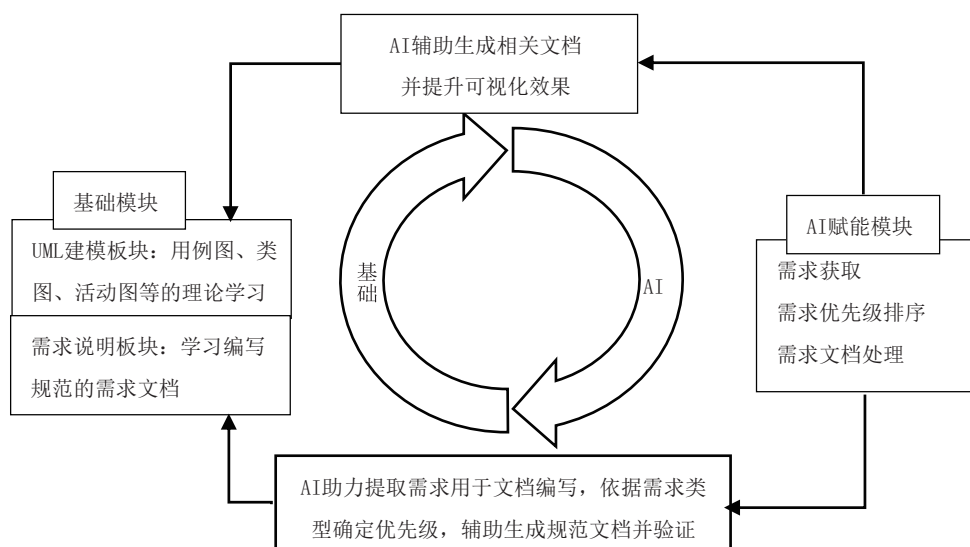 AI辅助生成相关文档
并提升可视化效果
基础模块
UML建模板块：用例图、类
图、活动图等的理论学习
需求说明板块：学习编写
规范的需求文档
基础
AI
AI赋能模块
需求获取
需求优先级排序
需求文档处理
AI助力提取需求用于文档编写，依据需求类
型确定优先级，辅助生成规范文档并验证